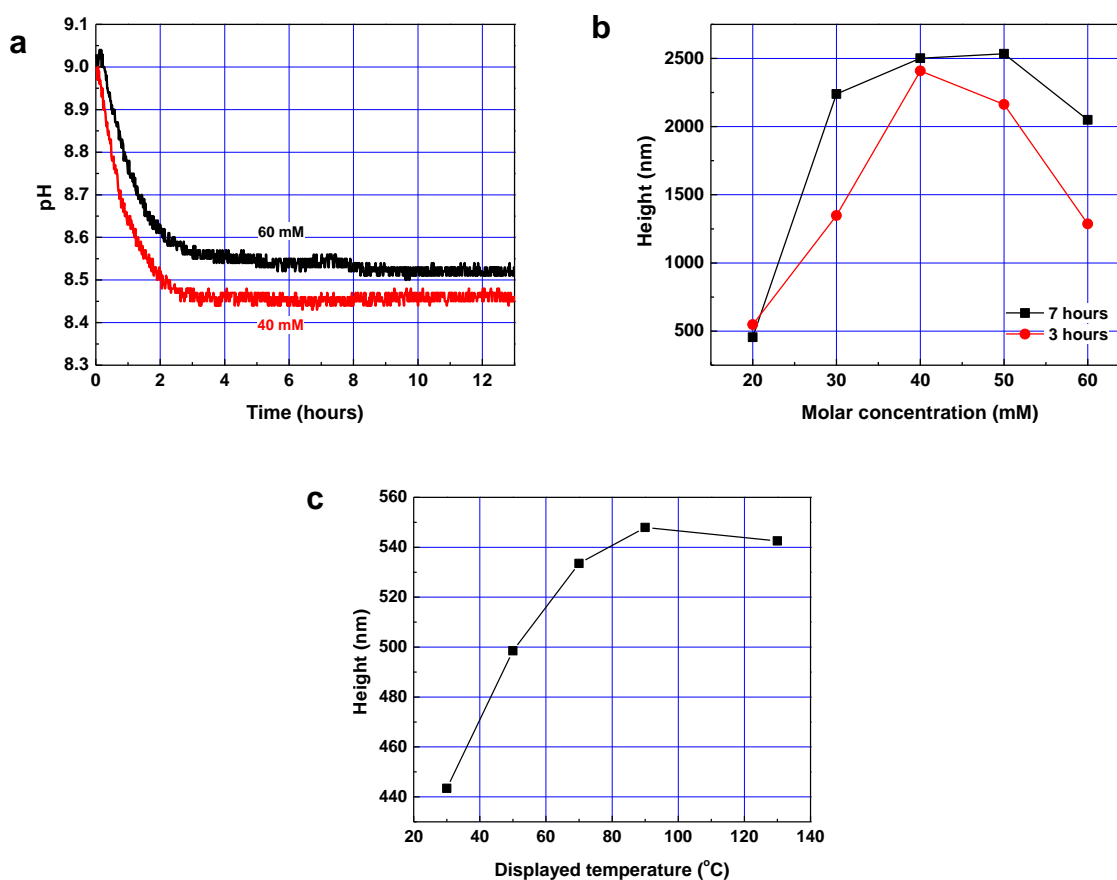 a
9.1
9.0
8.9
8.8
8.7
8.6
8.5
8.4
8.3
pH
60 mM
40 mM
0 2 4 6 8 10 12
Time (hours)
b
2500
2000
1500
1000
500
Height (nm)
7 hours
3 hours
20 30 40 50 60
Molar concentration (mM)
c
560
540
520
500
480
460
440
Height (nm)
20 40 60 80 100 120 140
Displayed temperature (°C)